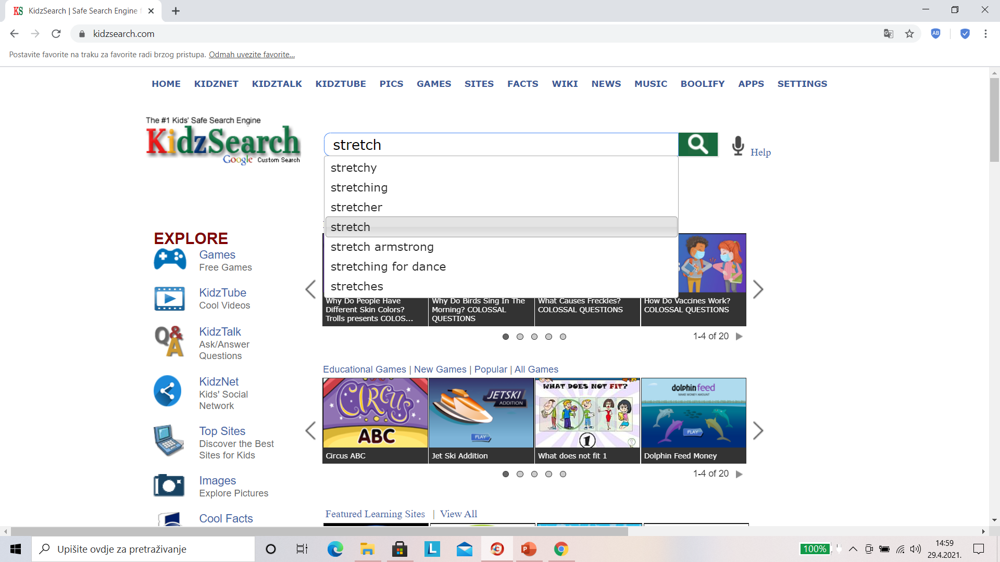 KidzSearch | Safe Search Engine f
kidzsearch.com
Postavite favorite na traku za favorite radi brzog pristupa. Odmah uvezite favorite...
HOME KIDZNET KIDZTALK KIDZTUBE PICS GAMES SITES FACTS WIKI NEWS MUSIC BOOLIFY APPS SETTINGS
The #1 Kids' Safe Search Engine
KidzSearch
Google Custom Search
stretch
Help
stretchy
stretching
stretcher
stretch
stretch armstrong
stretching for dance
stretches
EXPLORE
Games
Free Games
KidzTube
Cool Videos
KidzTalk
Ask/Answer
Questions
KidzNet
Kids' Social
Network
Top Sites
Discover the Best
Sites for Kids
Images
Explore Pictures
Cool Facts
Why Do People Have
Different Skin Colors?
Trolls presents COLOS...
Why Do Birds Sing In The
Morning? COLOSSAL
QUESTIONS
What Causes Freckles?
COLOSSAL QUESTIONS
How Do Vaccines Work?
COLOSSAL QUESTIONS
1-4 of 20
Educational Games | New Games | Popular | All Games
CIRCUS
ABC
JETSKI
ADDITION
PLAY
WHAT DOES NOT FIT?
1
dolphin feed
MAKE MONEY AMOUNT
PLAY
Circus ABC
Jet Ski Addition
What does not fit 1
Dolphin Feed Money
1-4 of 20
Featured Learning Sites | View All
Upišite ovdje za pretraživanje
100%
14:59
29.4.2021.